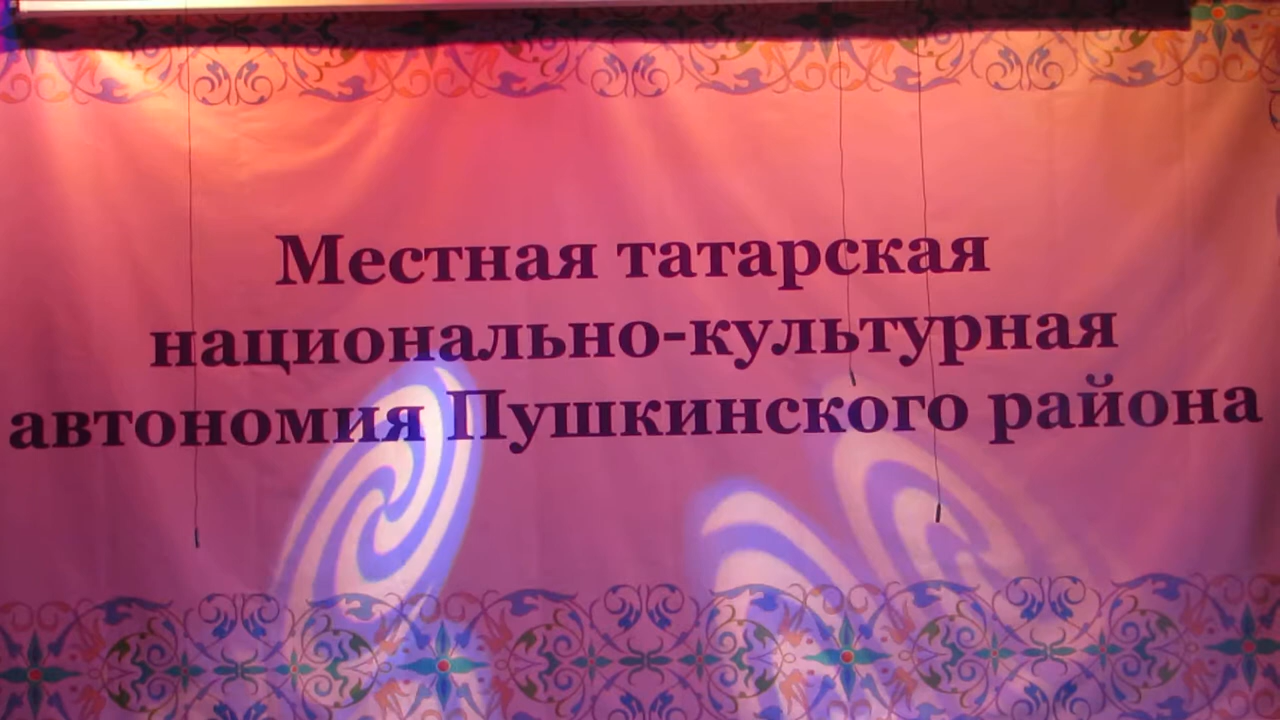 Местная татарская
национально-культурная
автономия Пушкинского района